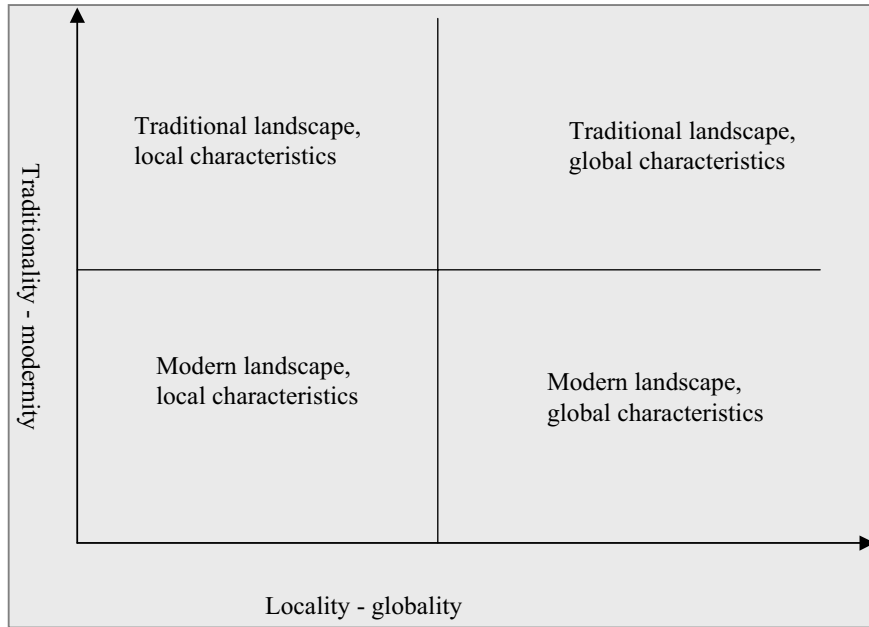 Traditional landscape,
local characteristics
Traditional landscape,
global characteristics
Traditionality - modernity
Modern landscape,
local characteristics
Modern landscape,
global characteristics
Locality - globality